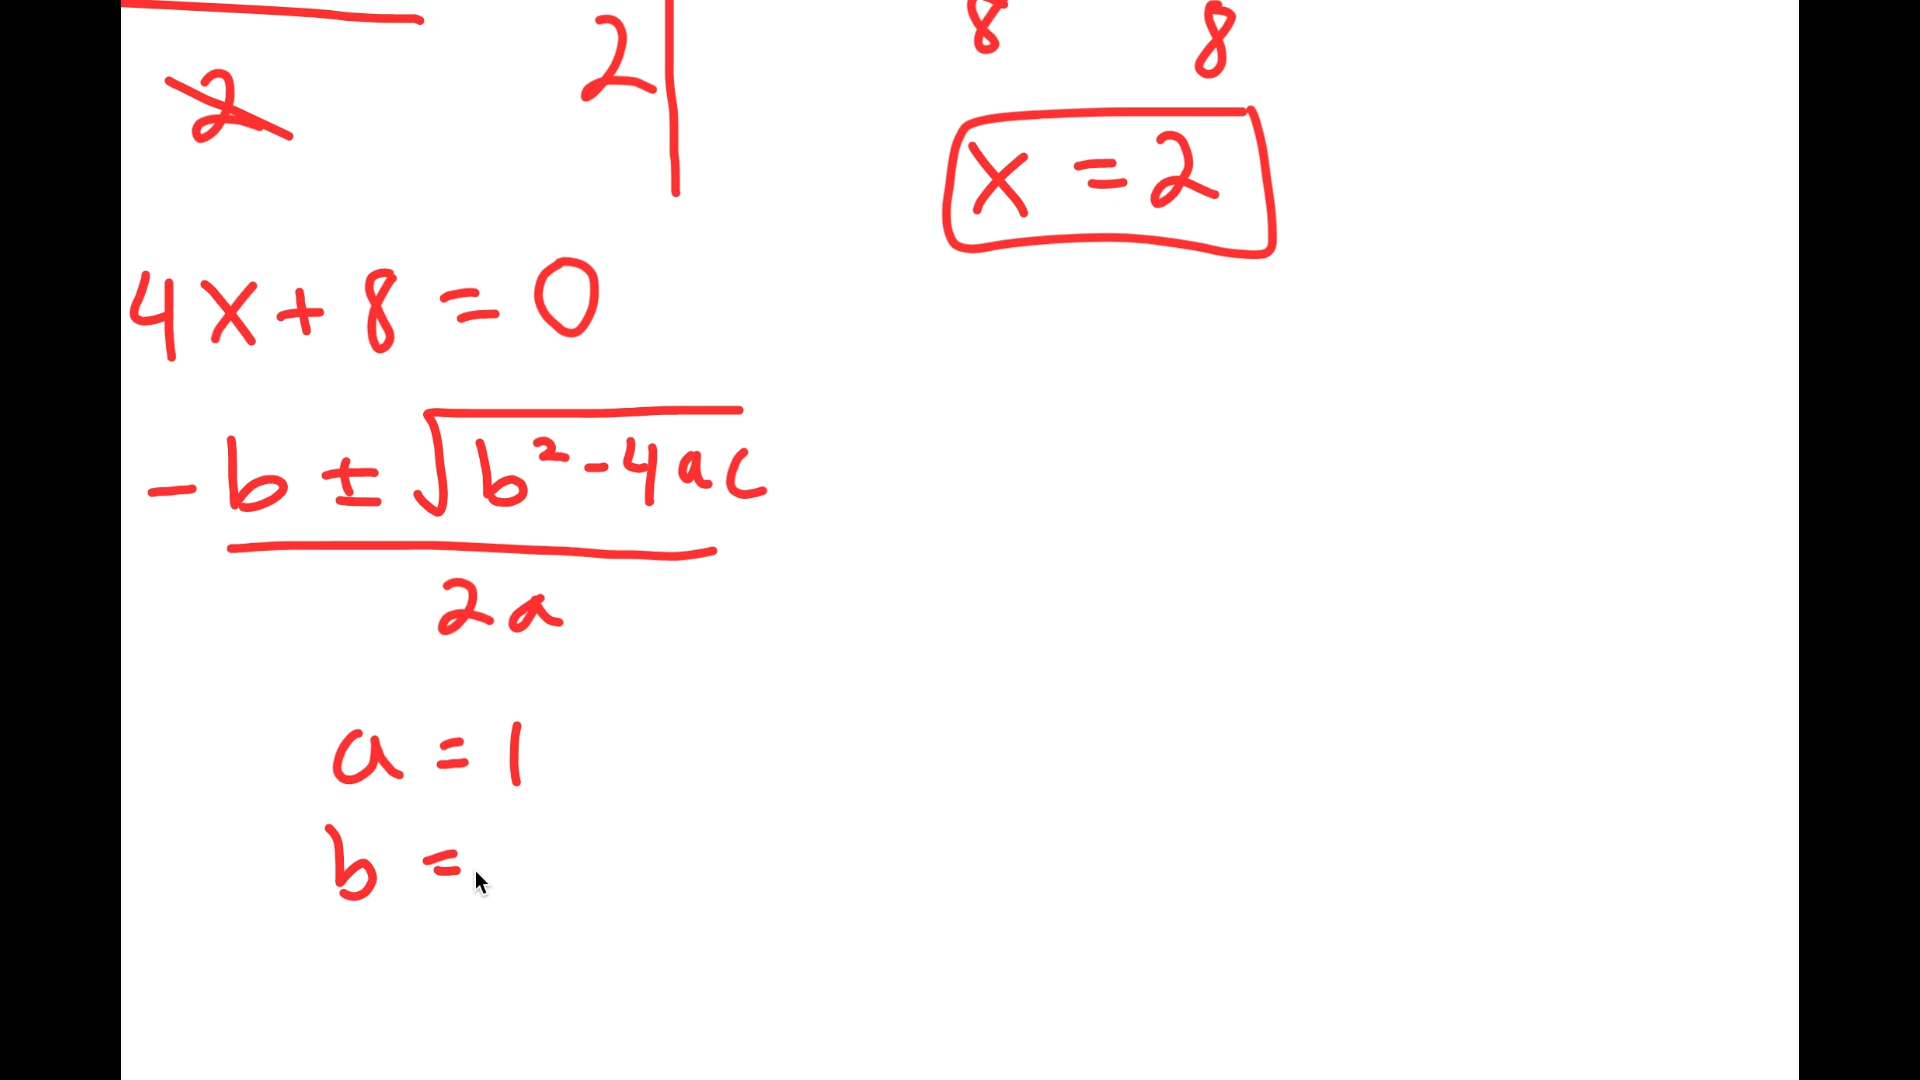 2
2
8 8
x = 2
4x + 8 = 0
-b ± √b²-4ac
2a
a = 1
b =